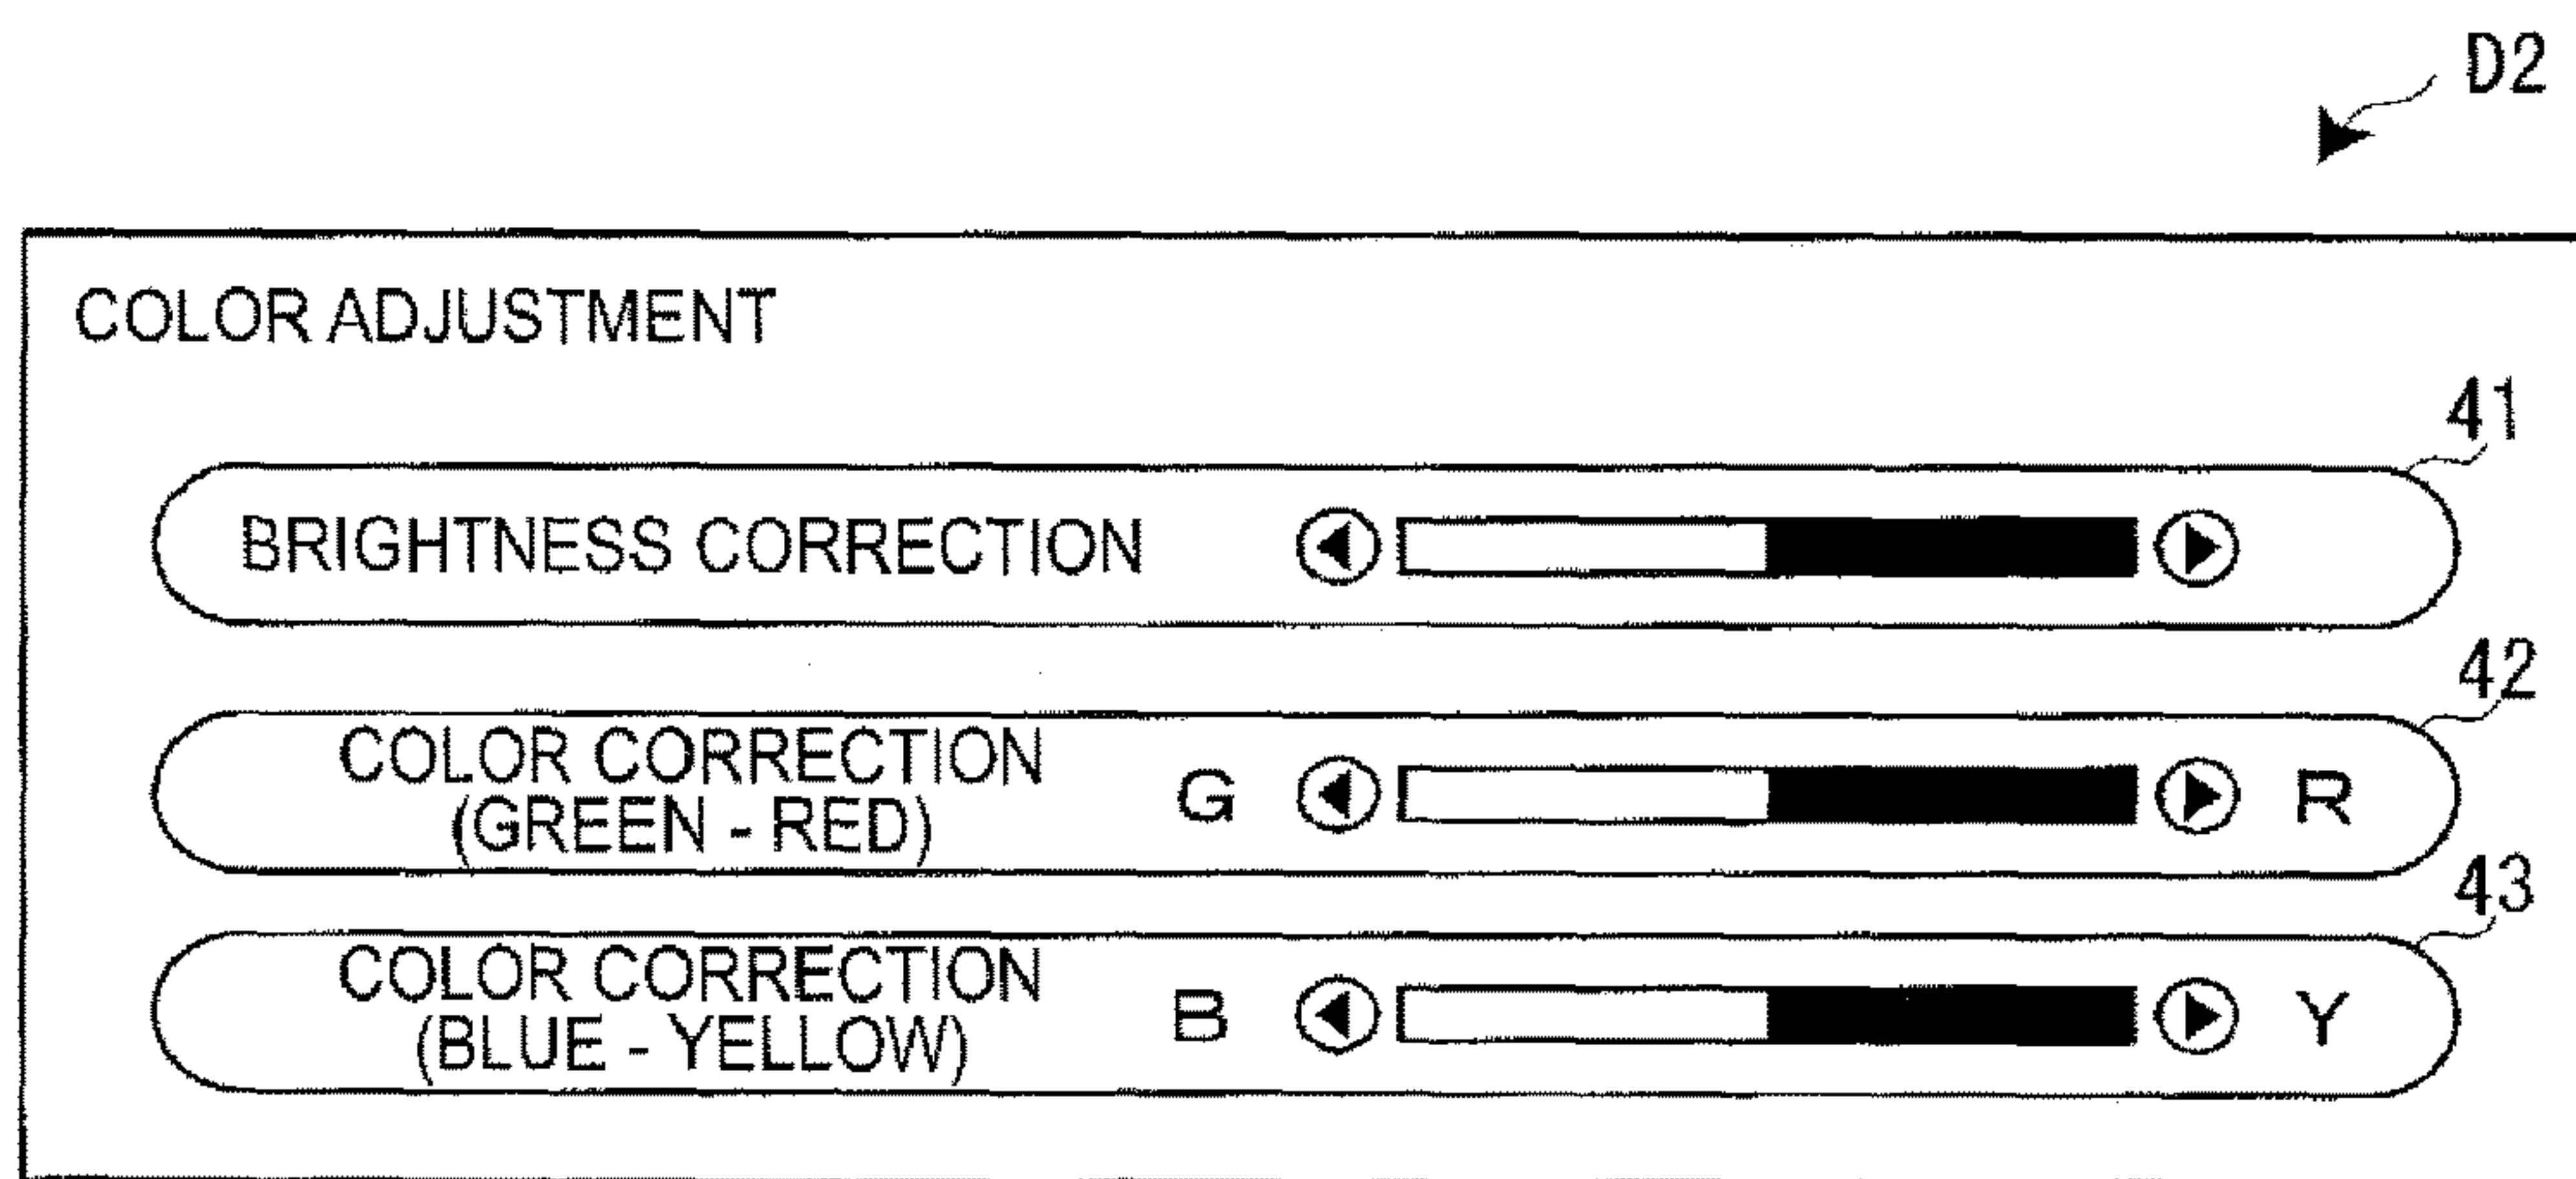 D2
COLOR ADJUSTMENT
41
BRIGHTNESS CORRECTION
42
COLOR CORRECTION
(GREEN - RED)
G R
43
COLOR CORRECTION
(BLUE - YELLOW)
B Y